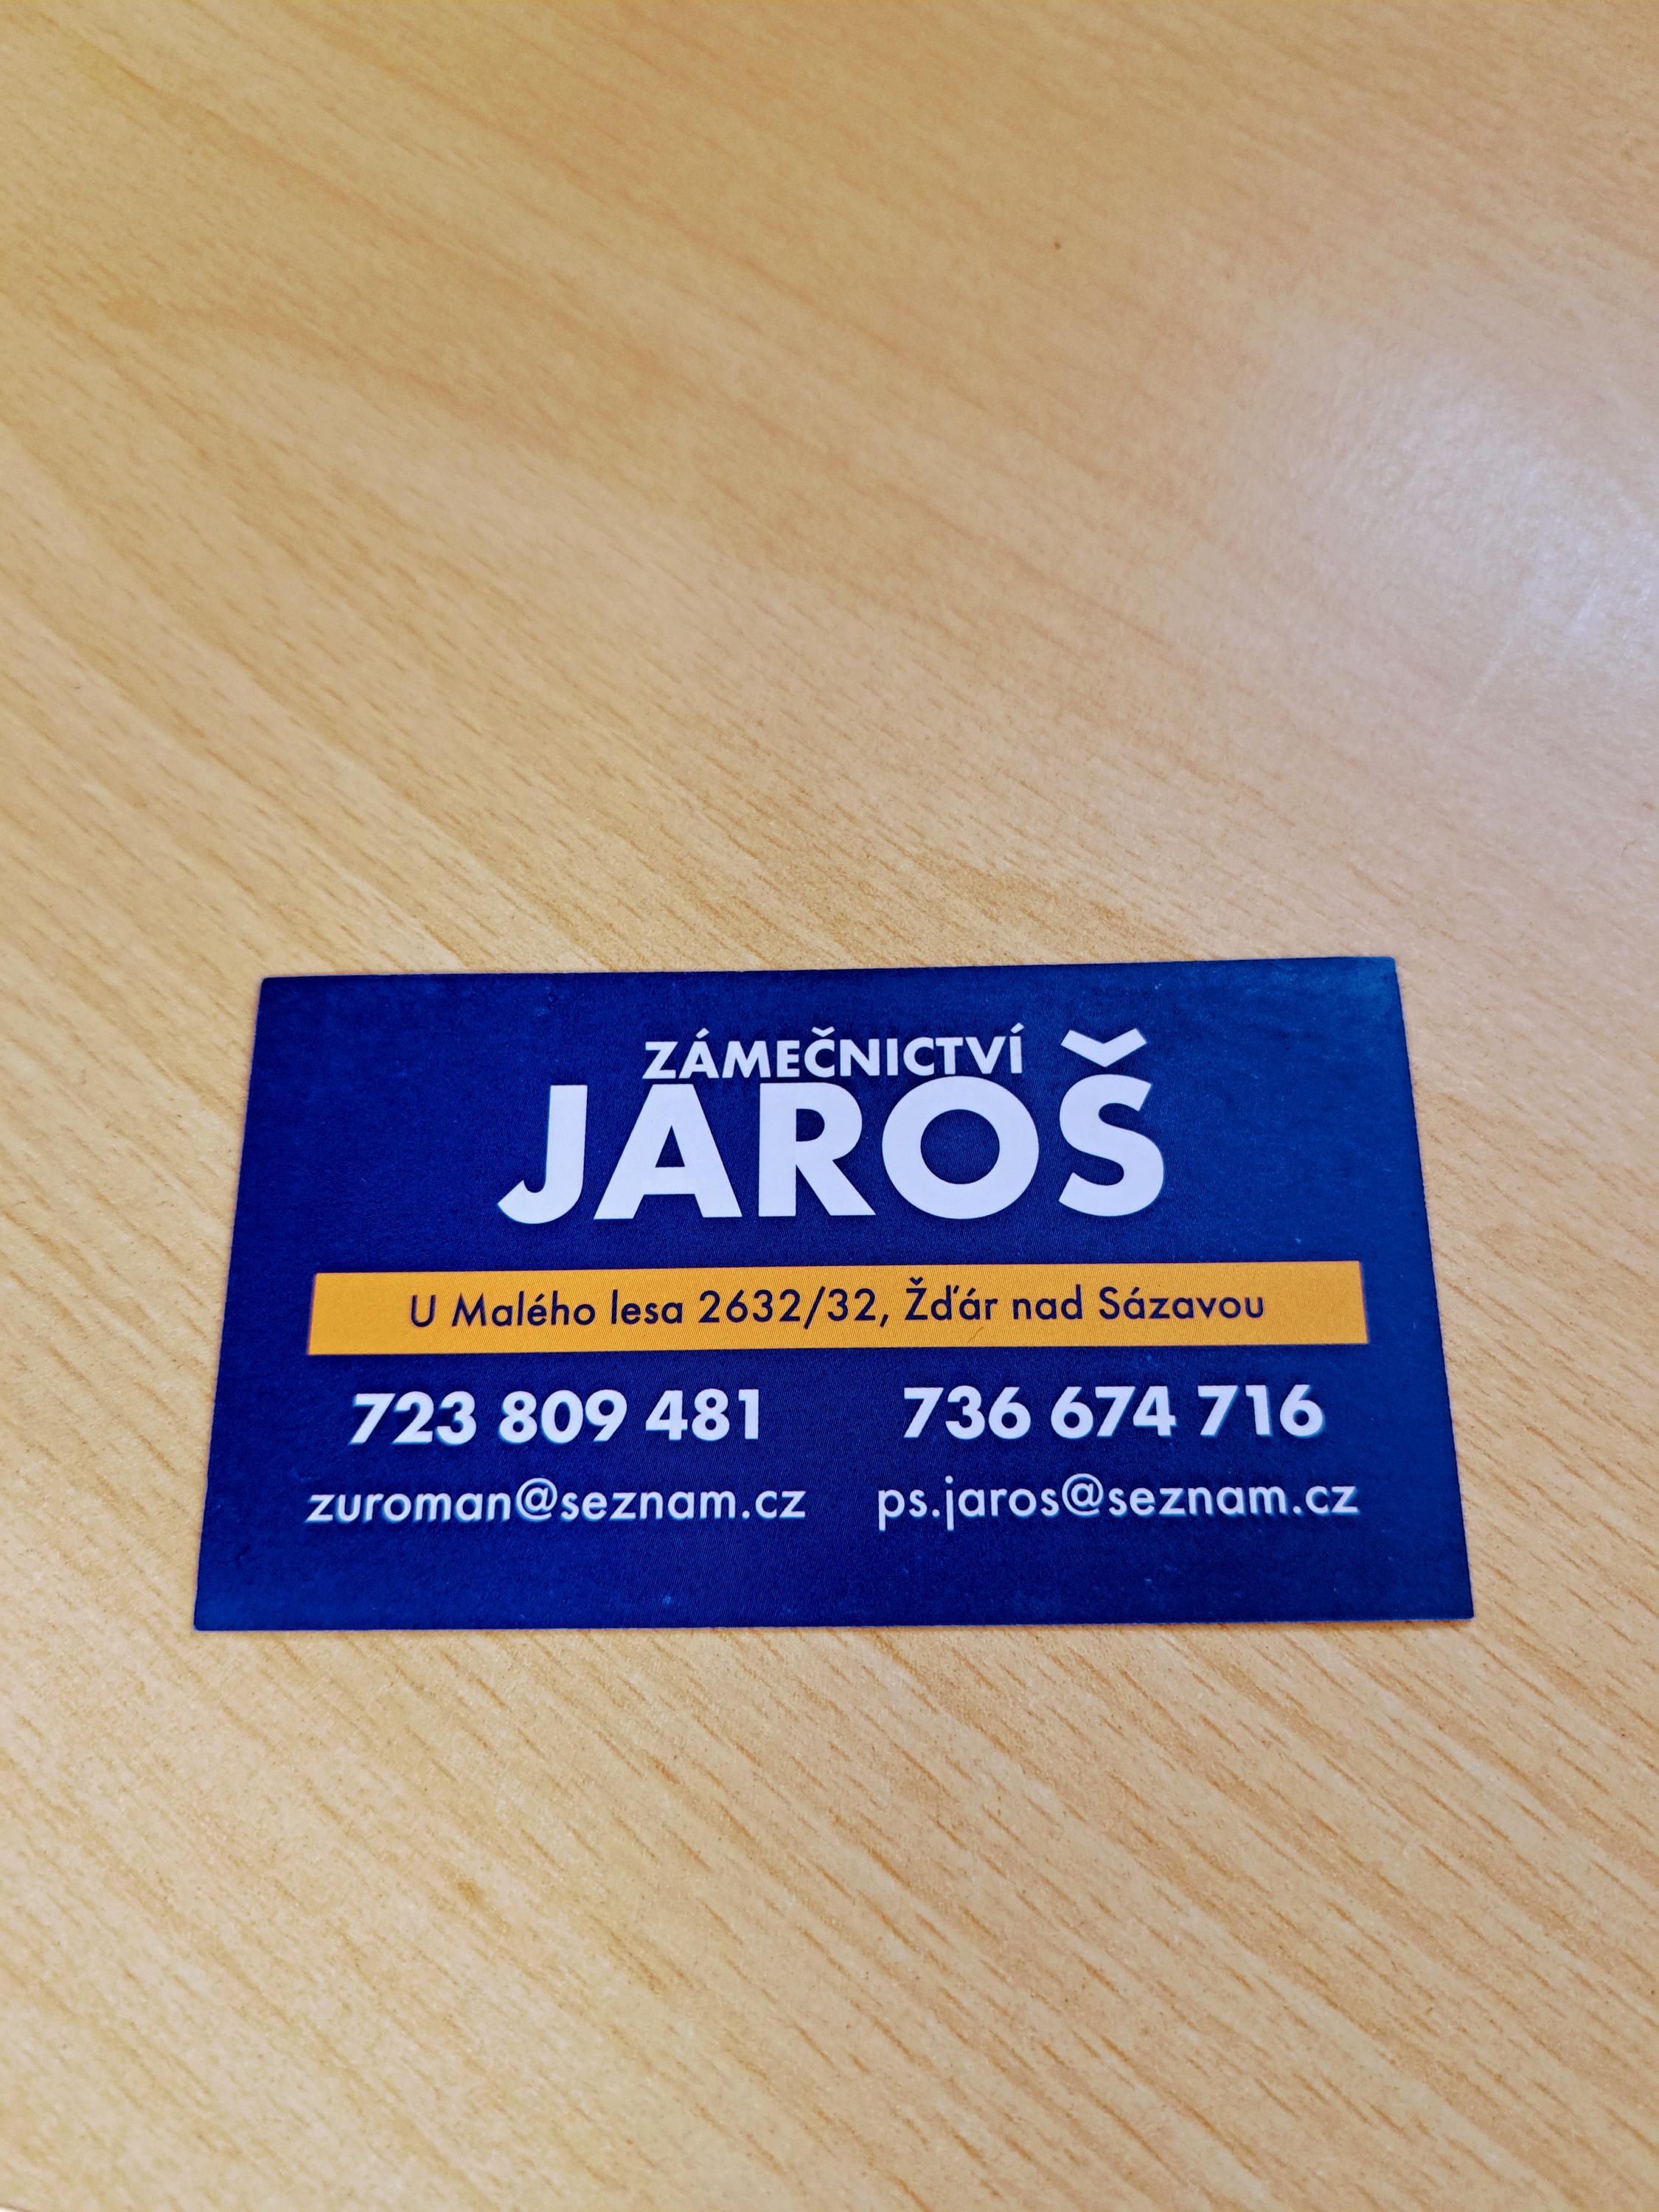 ZÁMEČNICTVÍ
JAROŠ
U Malého lesa 2632/32, Žďár nad Sázavou
723 809 481 736 674 716
zuroman@seznam.cz ps.jaros@seznam.cz